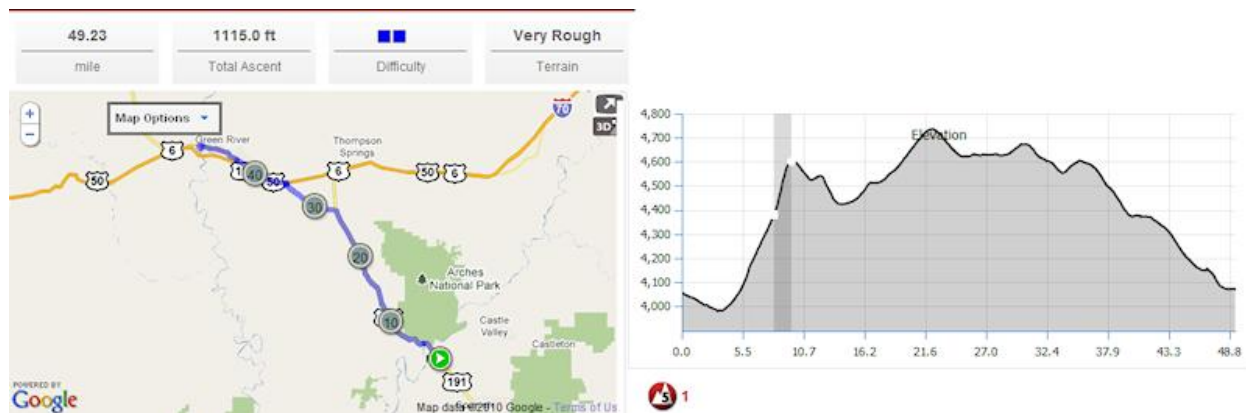 49.23
mile
1115.0 ft
Total Ascent
Difficulty
Very Rough
Terrain
+
−
Map Options
3D
70
Green River
Thompson
Springs
6
50
40
50
6
50
6
30
20
Arches
National Park
10
Castle
Valley
Castleton
191
POWERED BY
Google
Map data ©2010 Google - Terms of Us
Elevation
4,800
4,700
4,600
4,500
4,400
4,300
4,200
4,100
4,000
0.0 5.5 10.7 16.2 21.6 27.0 32.4 37.9 43.3 48.8
5 1